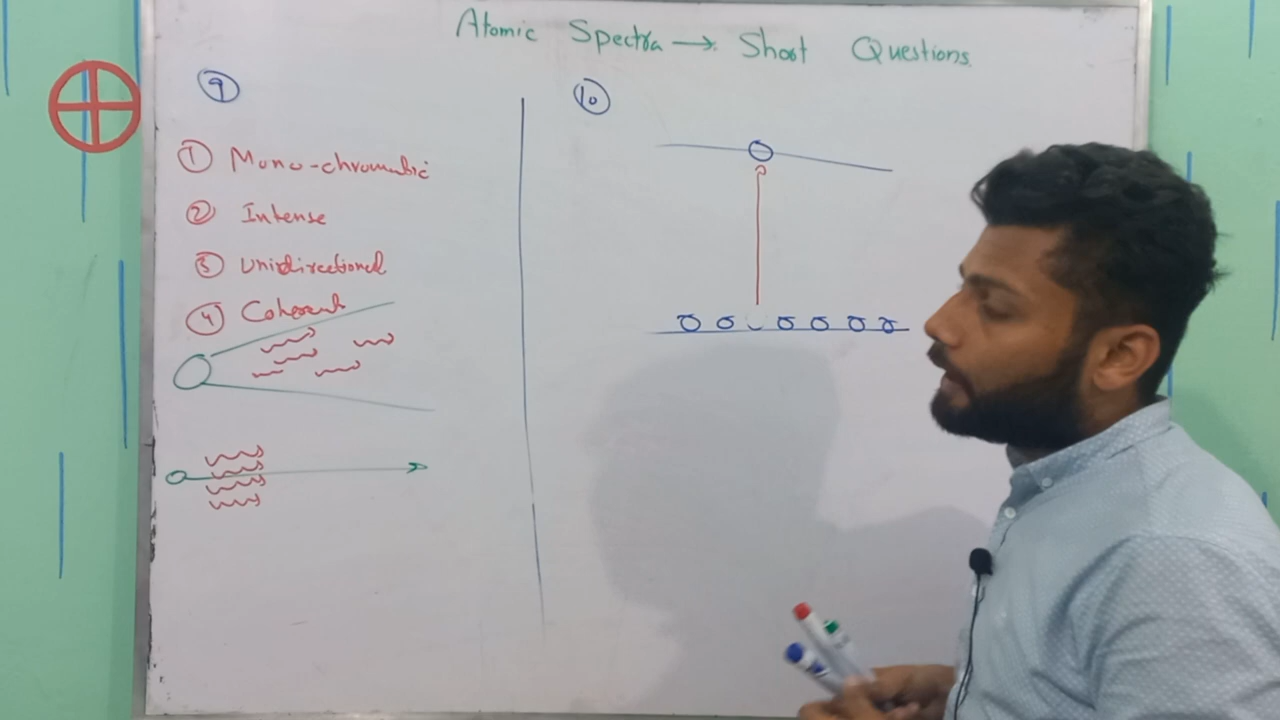 Atomic Spectra → Short Questions
9
① Mono-chromatic
② Intense
③ Unidirectional
④ Coherent
10